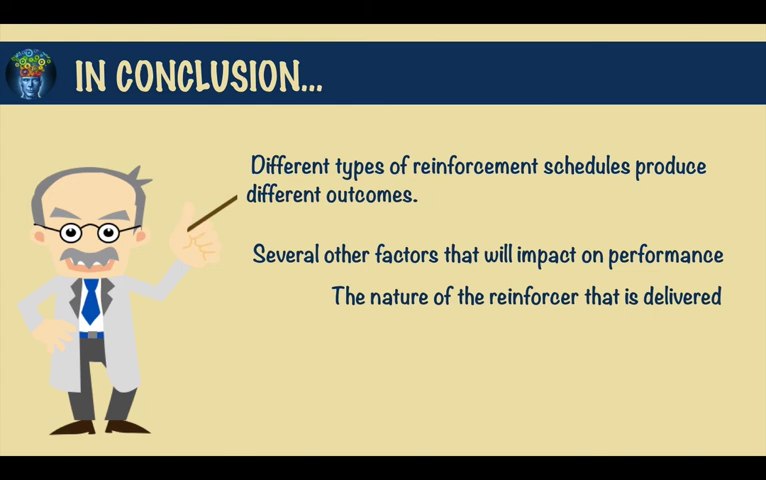 IN CONCLUSION...
Different types of reinforcement schedules produce
different outcomes.
Several other factors that will impact on performance
The nature of the reinforcer that is delivered